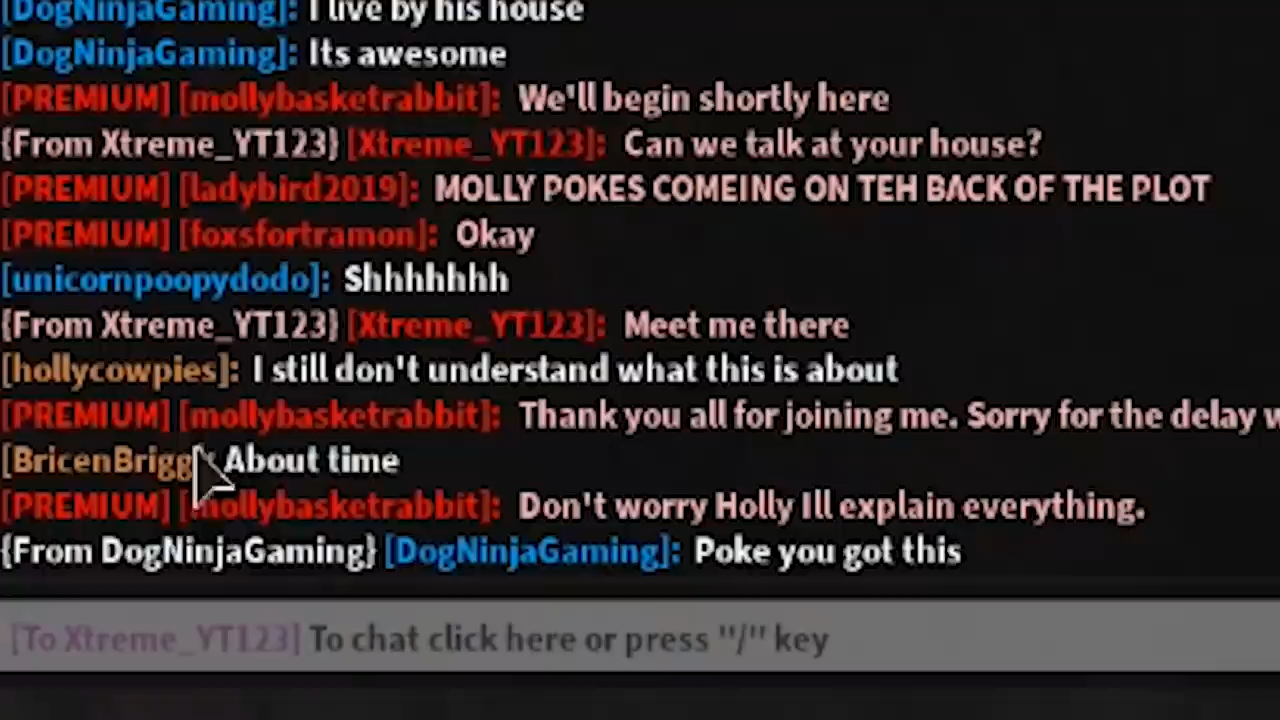 [DogNinjaGaming]: I live by his house
[DogNinjaGaming]: Its awesome
[PREMIUM] [mollybasketrabbit]: We'll begin shortly here
{From Xtreme_YT123} [Xtreme_YT123]: Can we talk at your house?
[PREMIUM] [ladybird2019]: MOLLY POKES COMEING ON TEH BACK OF THE PLOT
[PREMIUM] [foxsfortramon]: Okay
[unicornpoopydodo]: Shhhhhhh
{From Xtreme_YT123} [Xtreme_YT123]: Meet me there
[hollycowpies]: I still don't understand what this is about
[PREMIUM] [mollybasketrabbit]: Thank you all for joining me. Sorry for the delay
[BricenBrigg About time
[PREMIUM] [mollybasketrabbit]: Don't worry Holly Ill explain everything.
{From DogNinjaGaming} [DogNinjaGaming]: Poke you got this
[To Xtreme_YT123] To chat click here or press "/" key